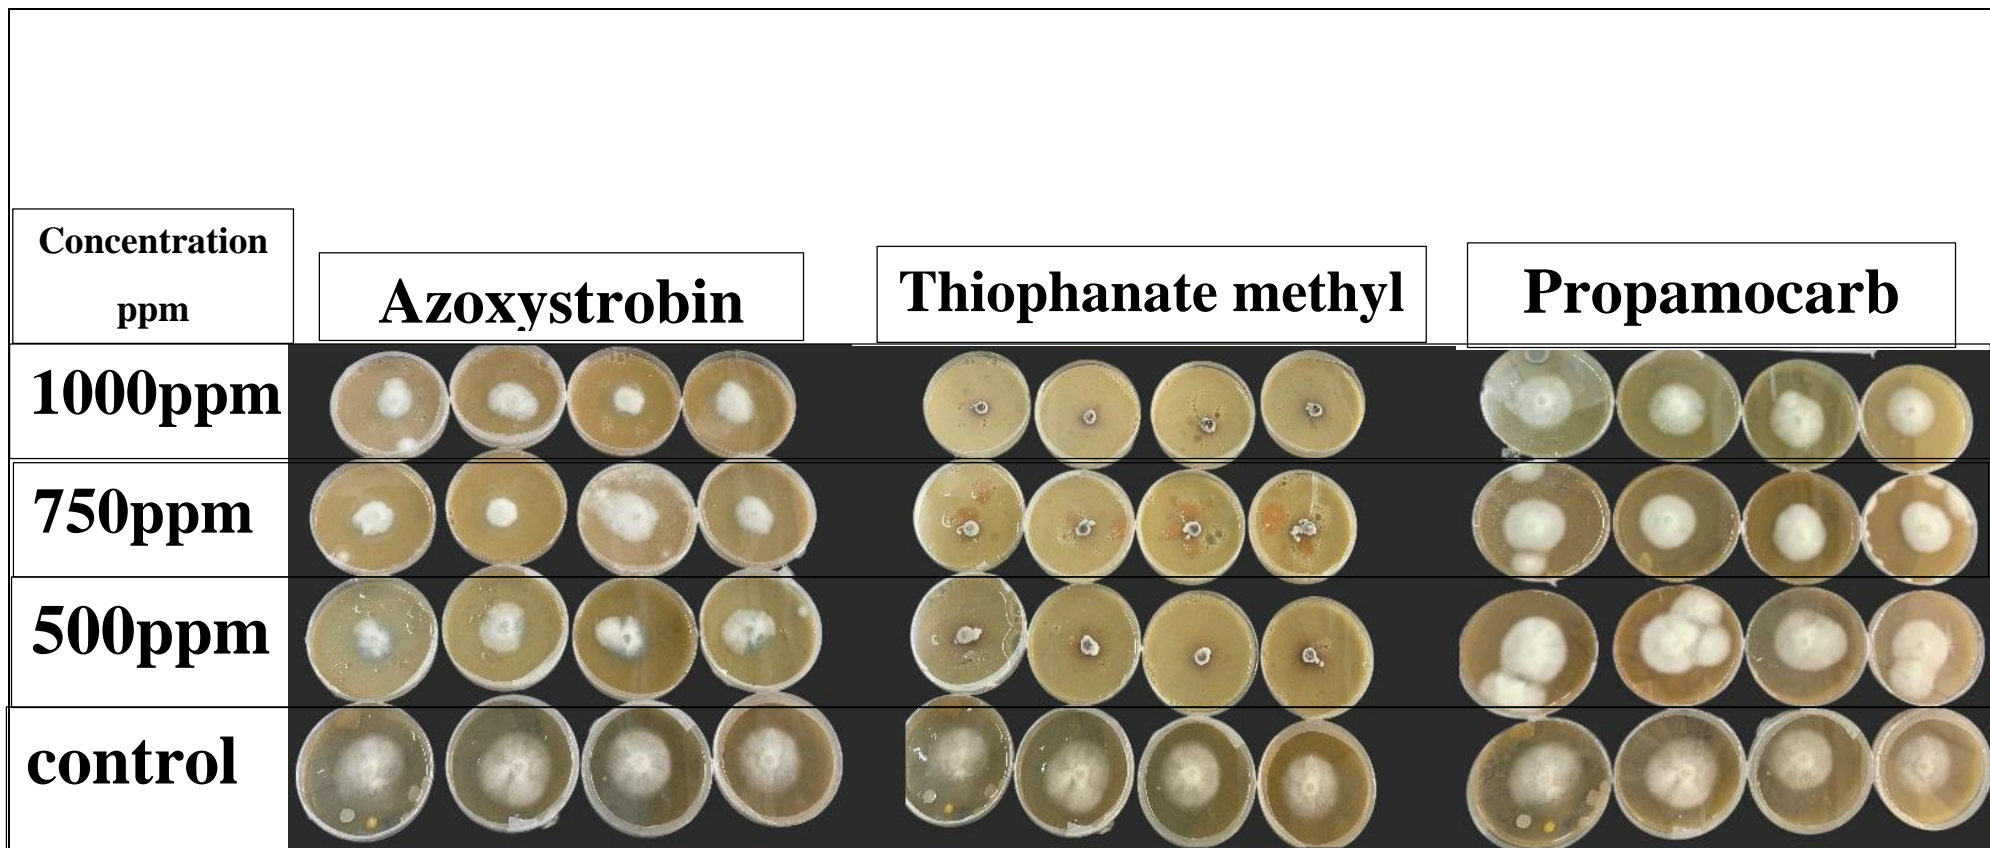 Concentration
ppm
Azoxystrobin
Thiophanate methyl
Propamocarb
1000ppm
750ppm
500ppm
control